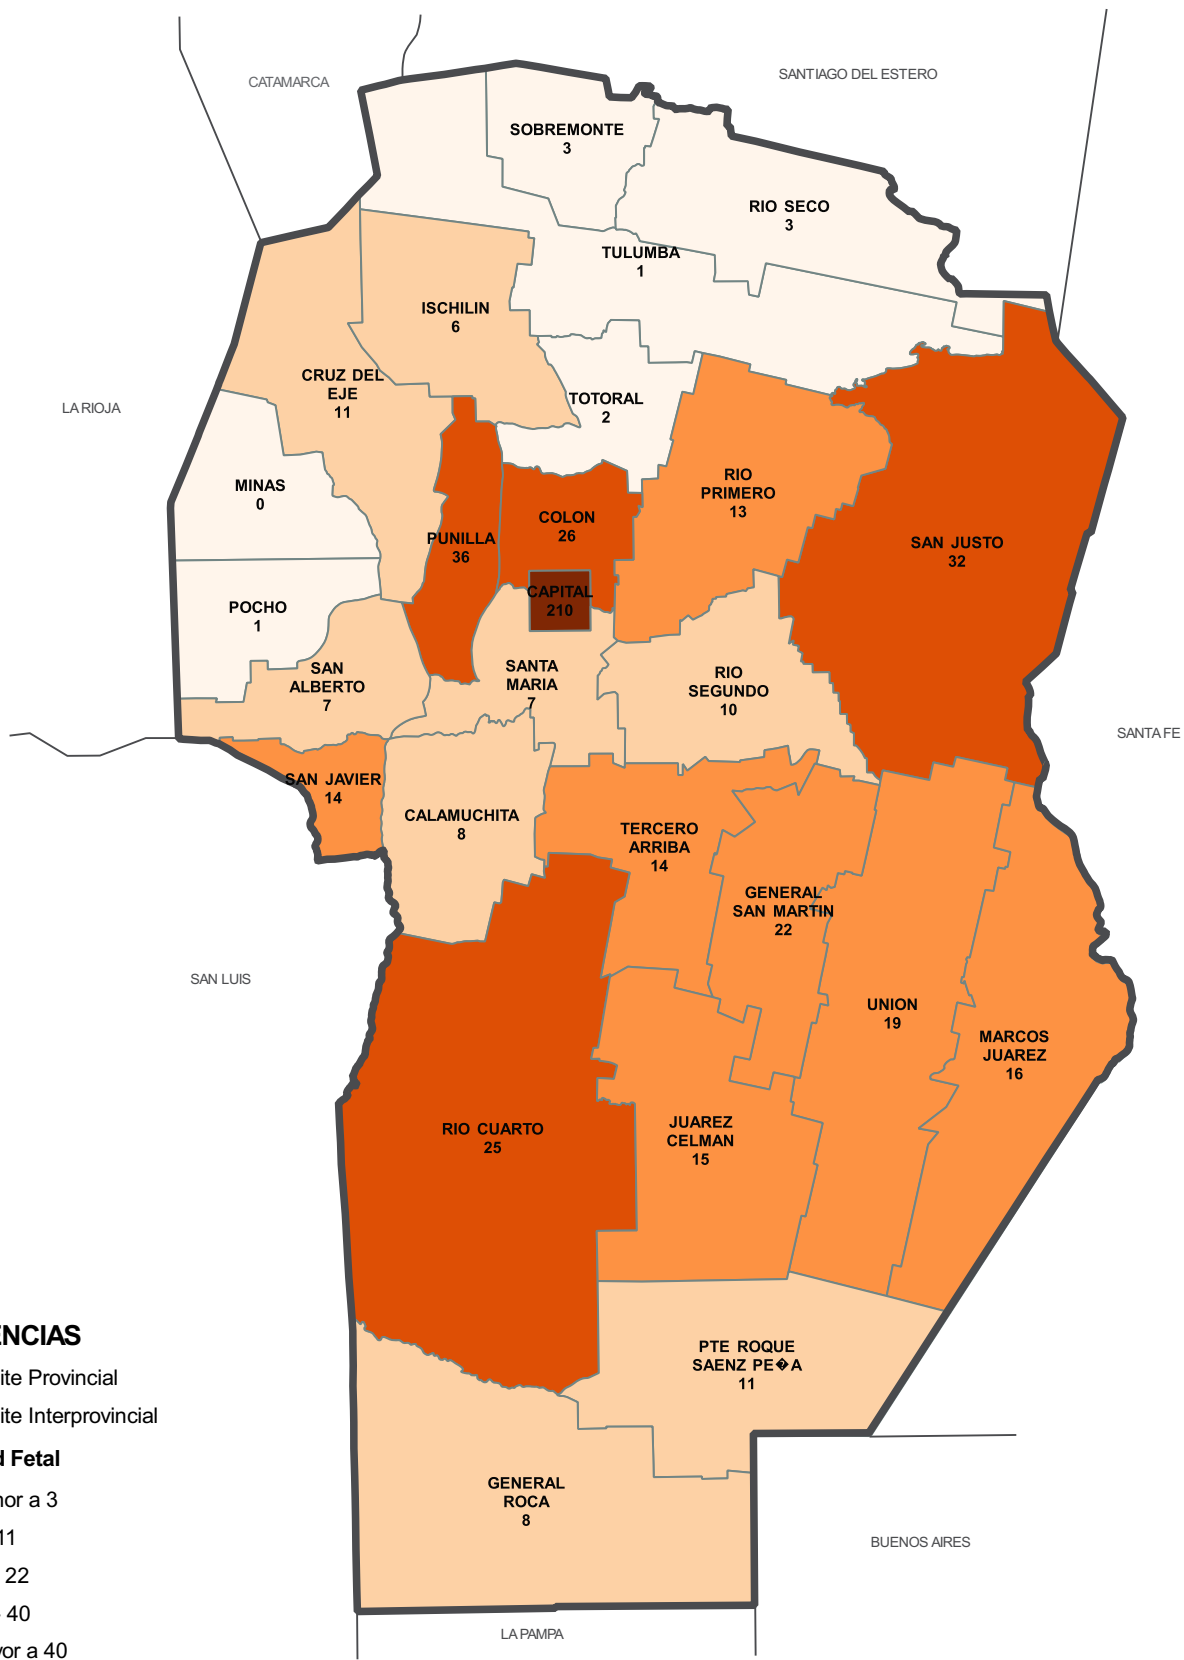 CATAMARCA
SANTIAGO DEL ESTERO
SOBREMONTE
3
RIO SECO
3
TULUMBA
1
ISCHILIN
6
CRUZ DEL
EJE
11
TOTORAL
2
LA RIOJA
MINAS
0
RIO
PRIMERO
13
COLON
26
PUNILLA
36
SAN JUSTO
32
CAPITAL
210
POCHO
1
SAN
ALBERTO
7
SANTA
MARIA
7
RIO
SEGUNDO
10
SANTA FE
SAN JAVIER
14
CALAMUCHITA
8
TERCERO
ARRIBA
14
GENERAL
SAN MARTIN
22
SAN LUIS
UNION
19
MARCOS
JUAREZ
16
RIO CUARTO
25
JUAREZ
CELMAN
15
PTE ROQUE
SAENZ PE�A
11
GENERAL
ROCA
8
BUENOS AIRES
LA PAMPA
ENCIAS
ite Provincial
ite Interprovincial
d Fetal
nor a 3
11
22
40
yor a 40